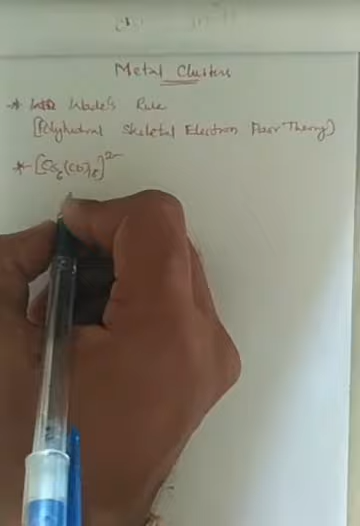 Metal Clusters
* Wade's Rule
[Polyhedral Skeletal Electron Pair Theory)
* [Os6(CO)18]2-